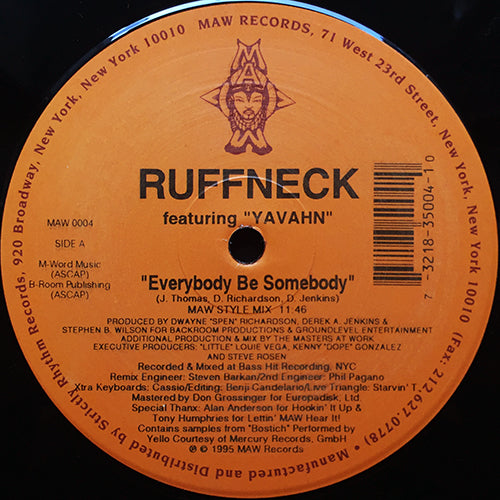 MAW RECORDS, 71 West 23rd Street, New York, New York 10010 (Fax: 212.627.0778)
• Manufactured and Distributed by Strictly Rhythm Records, 920 Broadway, New York, New York 10010
MAW
RUFFNECK
featuring "YAVAHN"
MAW 0004
SIDE A
M-Word Music
(ASCAP)
B-Room Publishing
(ASCAP)
7 -3218-35004-1 0
"Everybody Be Somebody"
(J. Thomas, D. Richardson, D. Jenkins)
MAW STYLE MIX 11:46
PRODUCED BY DWAYNE "SPEN" RICHARDSON, DEREK A. JENKINS &
STEPHEN B. WILSON FOR BACKROOM PRODUCTIONS & GROUNDLEVEL ENTERTAINMENT
ADDITIONAL PRODUCTION & MIX BY THE MASTERS AT WORK
EXECUTIVE PRODUCERS: "LITTLE" LOUIE VEGA, KENNY "DOPE" GONZALEZ
AND STEVE ROSEN
Recorded & Mixed at Bass Hit Recording, NYC
Remix Engineer: Steven Barkan/2nd Engineer: Phil Pagano
Xtra Keyboards: Cassio/Editing: Benji Candelario/Live Triangle: Starvin' T.
Mastered by Don Grossinger for Europadisk, Ltd.
Special Thanx: Alan Anderson for Hookin' It Up &
Tony Humphries for Lettin' MAW Hear It!
Contains samples from "Bostich" Performed by
Yello Courtesy of Mercury Records, GmbH
℗ © 1995 MAW Records